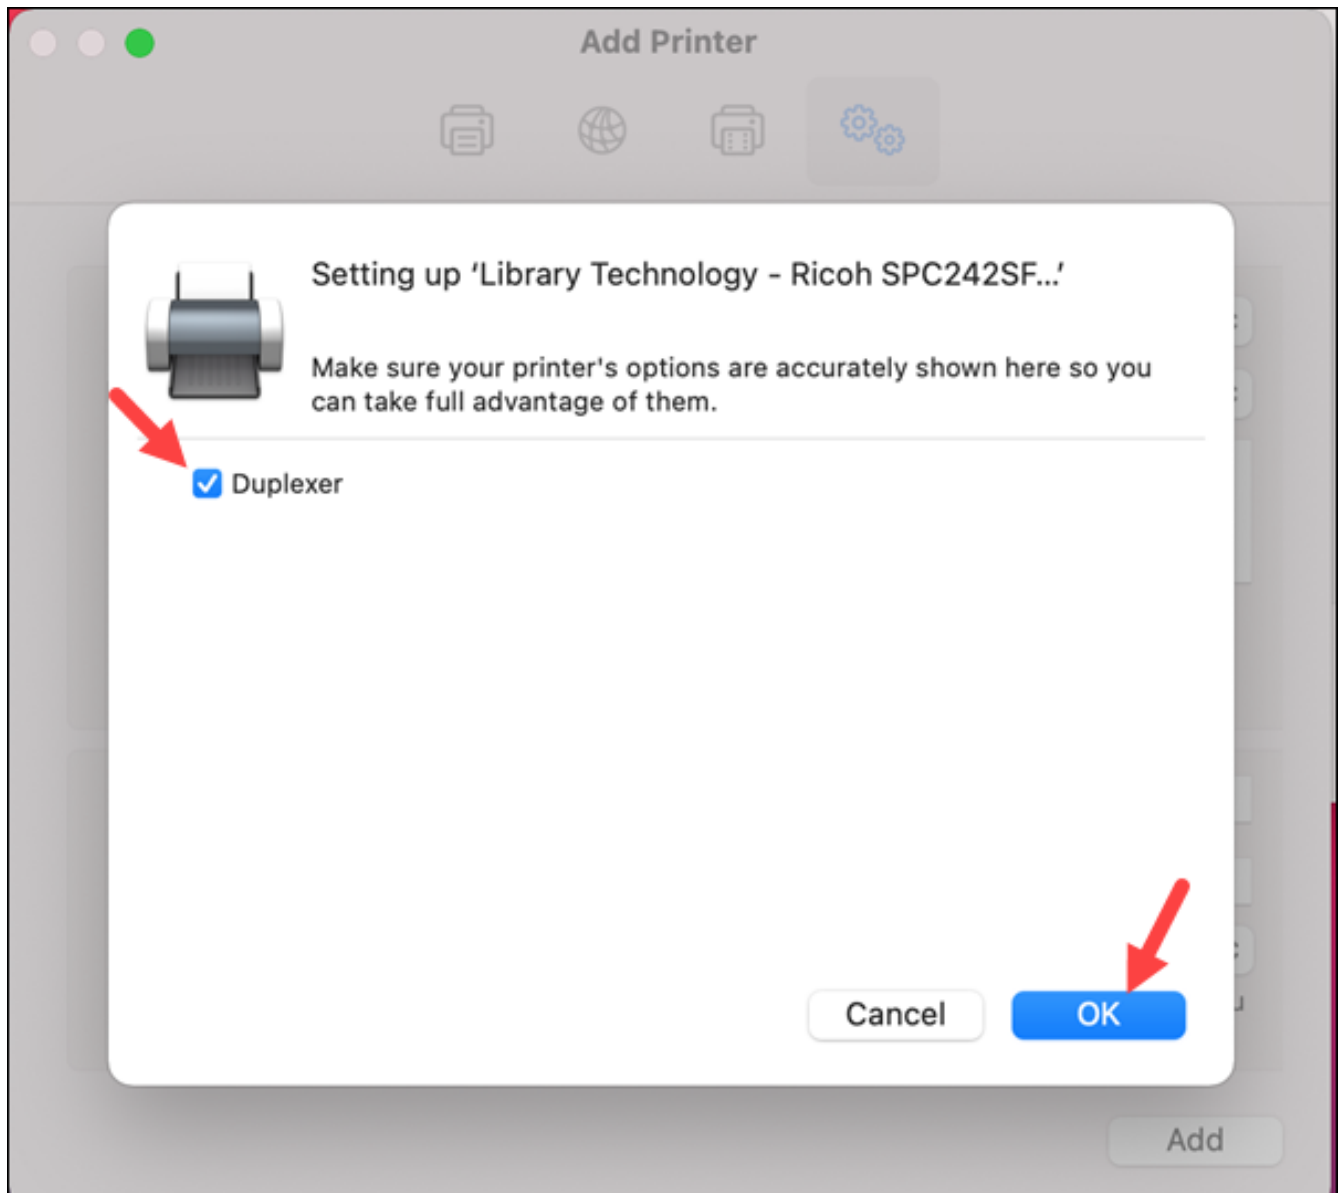 Add Printer
Setting up ‘Library Technology - Ricoh SPC242SF...’
Make sure your printer's options are accurately shown here so you
can take full advantage of them.
Duplexer
Cancel
OK
Add